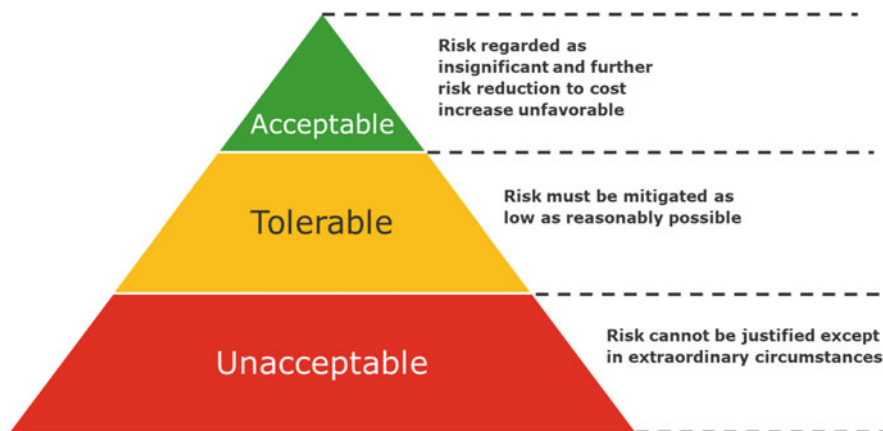 Risk regarded as
insignificant and further
risk reduction to cost
increase unfavorable
Acceptable
Risk must be mitigated as
low as reasonably possible
Tolerable
Risk cannot be justified except
in extraordinary circumstances
Unacceptable